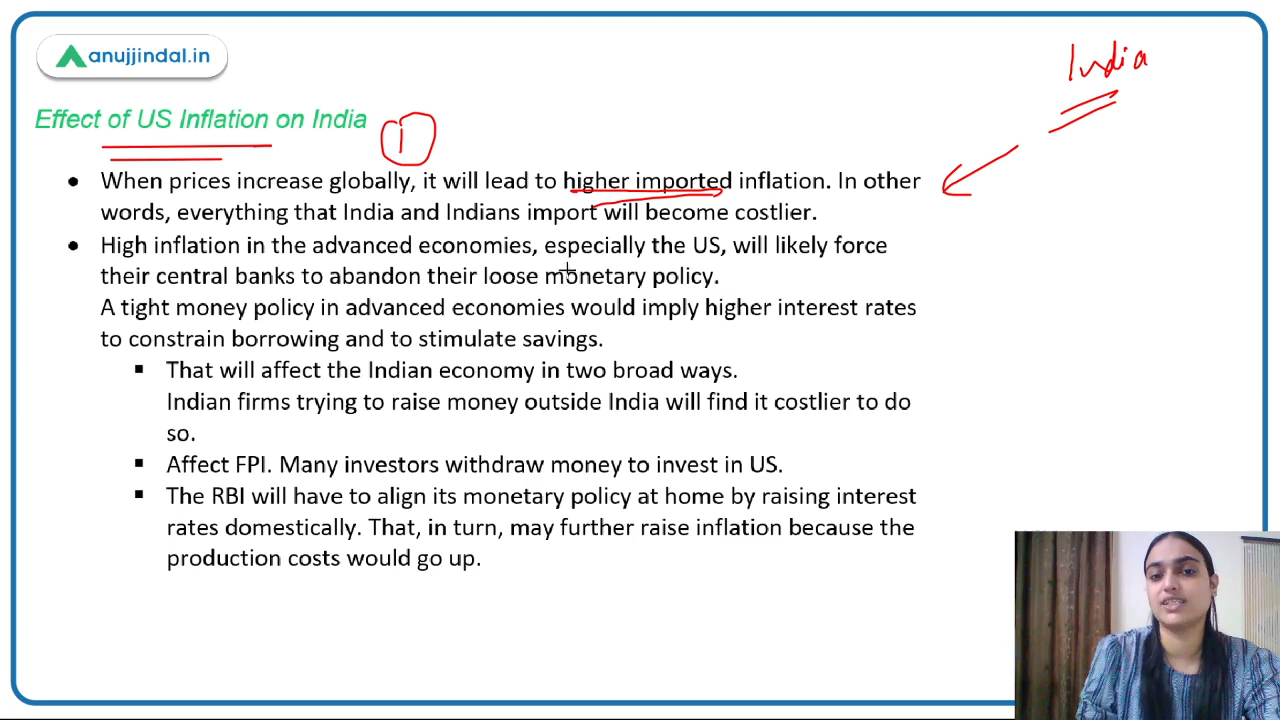 anujjindal.in
India
Effect of US Inflation on India
1
● When prices increase globally, it will lead to higher imported inflation. In other
words, everything that India and Indians import will become costlier.
● High inflation in the advanced economies, especially the US, will likely force
their central banks to abandon their loose monetary policy.
A tight money policy in advanced economies would imply higher interest rates
to constrain borrowing and to stimulate savings.
▪ That will affect the Indian economy in two broad ways.
Indian firms trying to raise money outside India will find it costlier to do
so.
▪ Affect FPI. Many investors withdraw money to invest in US.
▪ The RBI will have to align its monetary policy at home by raising interest
rates domestically. That, in turn, may further raise inflation because the
production costs would go up.